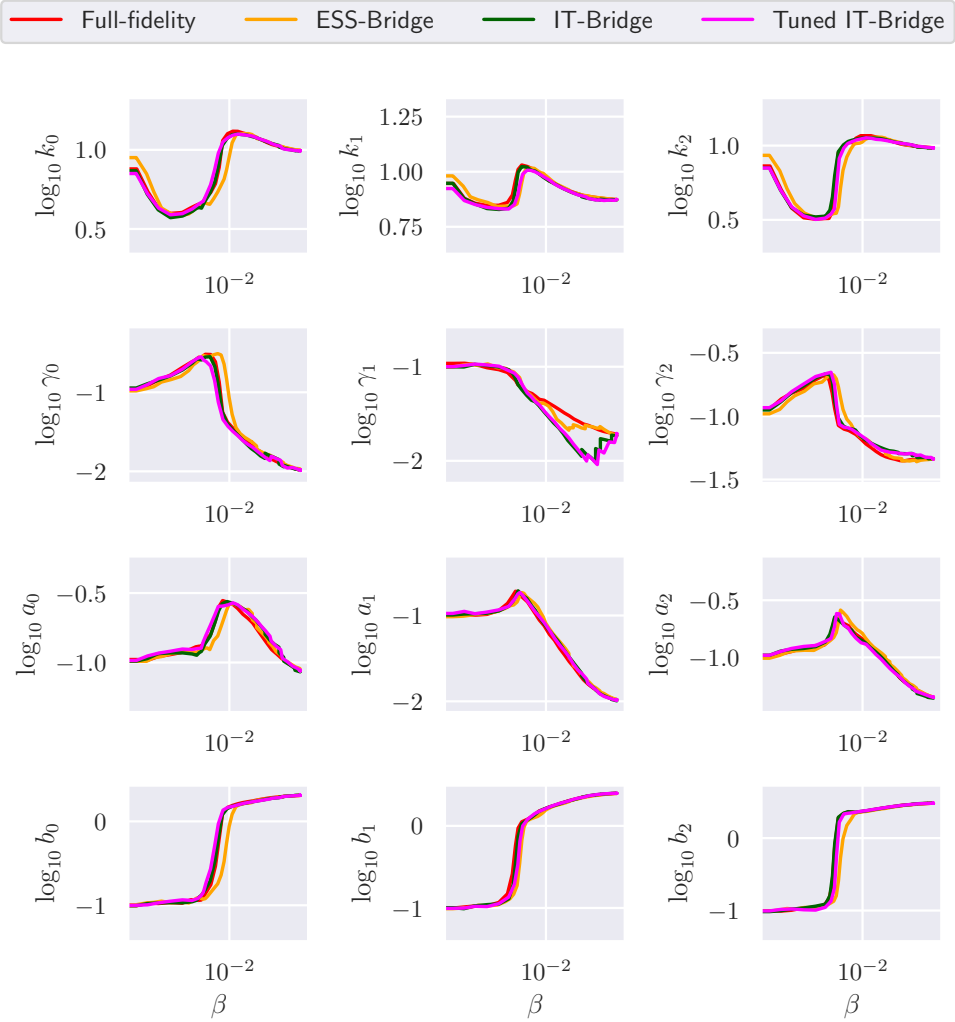 Full-fidelity ESS-Bridge IT-Bridge Tuned IT-Bridge
log₁₀ k₀
1.0
0.5
10⁻²
log₁₀ k₁
1.25
1.00
0.75
10⁻²
log₁₀ k₂
1.0
0.5
10⁻²
log₁₀ γ₀
−1
−2
10⁻²
log₁₀ γ₁
−1
−2
10⁻²
log₁₀ γ₂
−0.5
−1.0
−1.5
10⁻²
log₁₀ a₀
−0.5
−1.0
10⁻²
log₁₀ a₁
−1
−2
10⁻²
log₁₀ a₂
−0.5
−1.0
10⁻²
log₁₀ b₀
0
−1
10⁻²
β
log₁₀ b₁
0
−1
10⁻²
β
log₁₀ b₂
0
−1
10⁻²
β